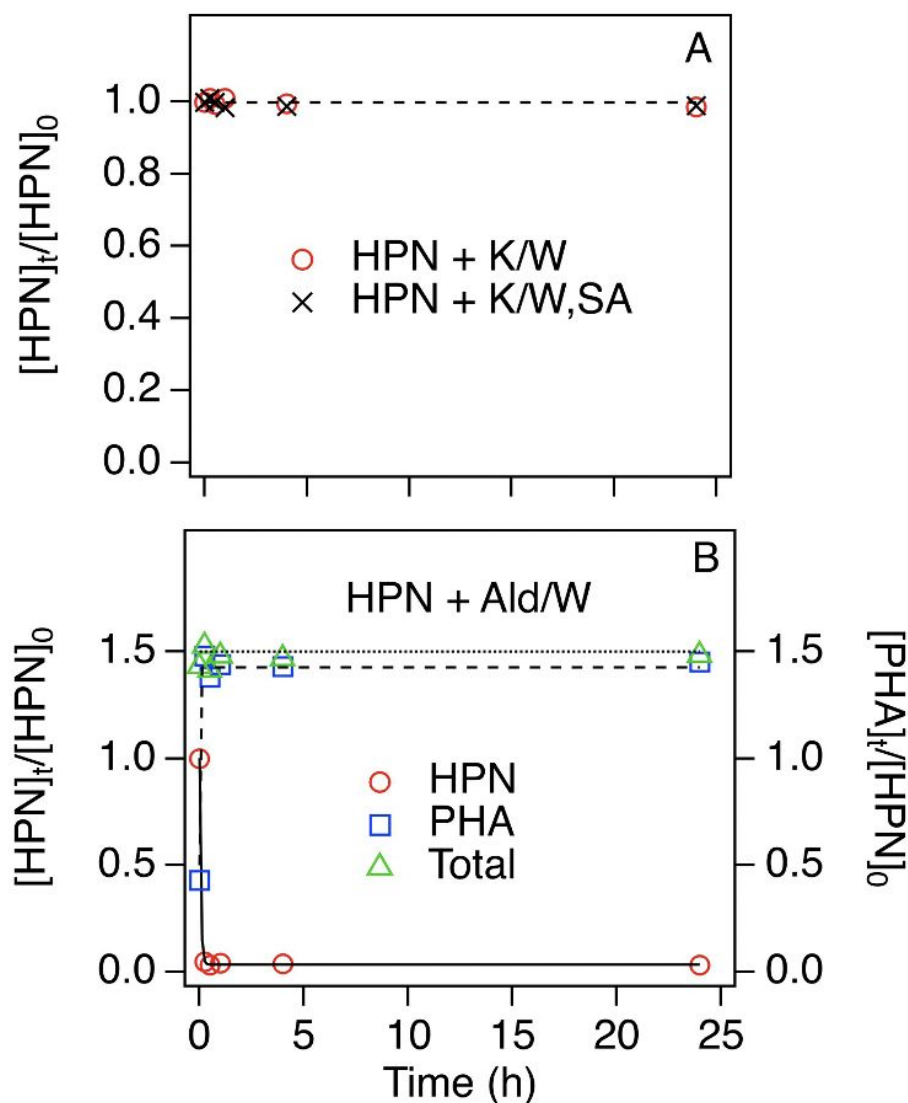 A
[HPN]ₜ/[HPN]₀
1.0
0.8
0.6
0.4
0.2
0.0
HPN + K/W
HPN + K/W,SA
B
HPN + Ald/W
[HPN]ₜ/[HPN]₀
1.5
1.0
0.5
0.0
HPN
PHA
Total
1.5
1.0
0.5
0.0
[PHA]ₜ/[HPN]₀
0 5 10 15 20 25
Time (h)